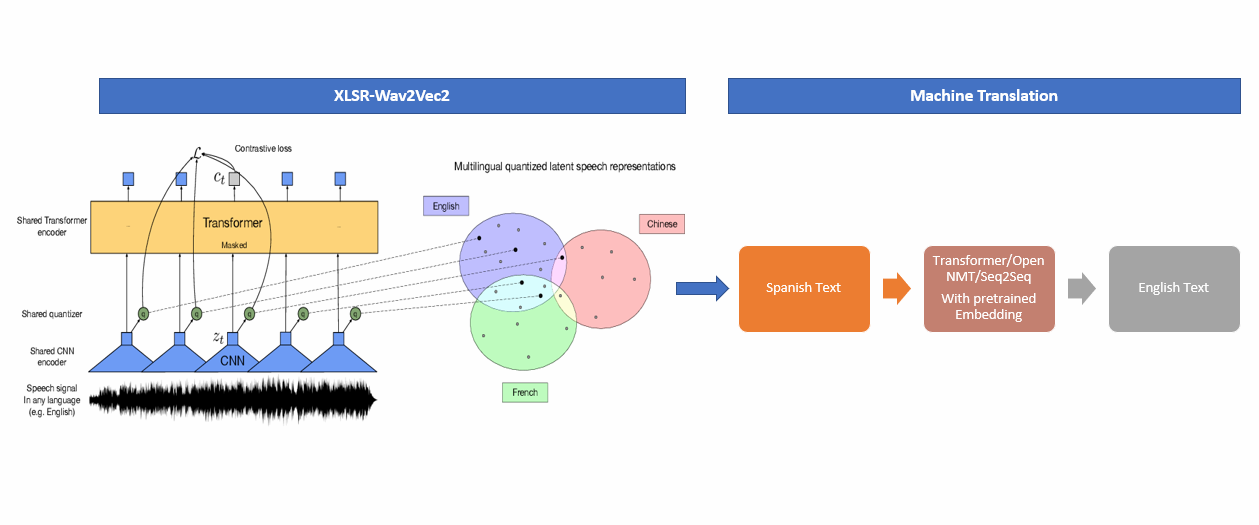 XLSR-Wav2Vec2
Machine Translation
Contrastive loss
ℒ
c_t
Multilingual quantized latent speech representations
Shared Transformer
encoder
Transformer
Masked
English
Chinese
French
Shared quantizer
q q q q q
z_t
Shared CNN
encoder
CNN
Speech signal
In any language
(e.g. English)
Spanish Text
Transformer/Open
NMT/Seq2Seq
With pretrained
Embedding
English Text